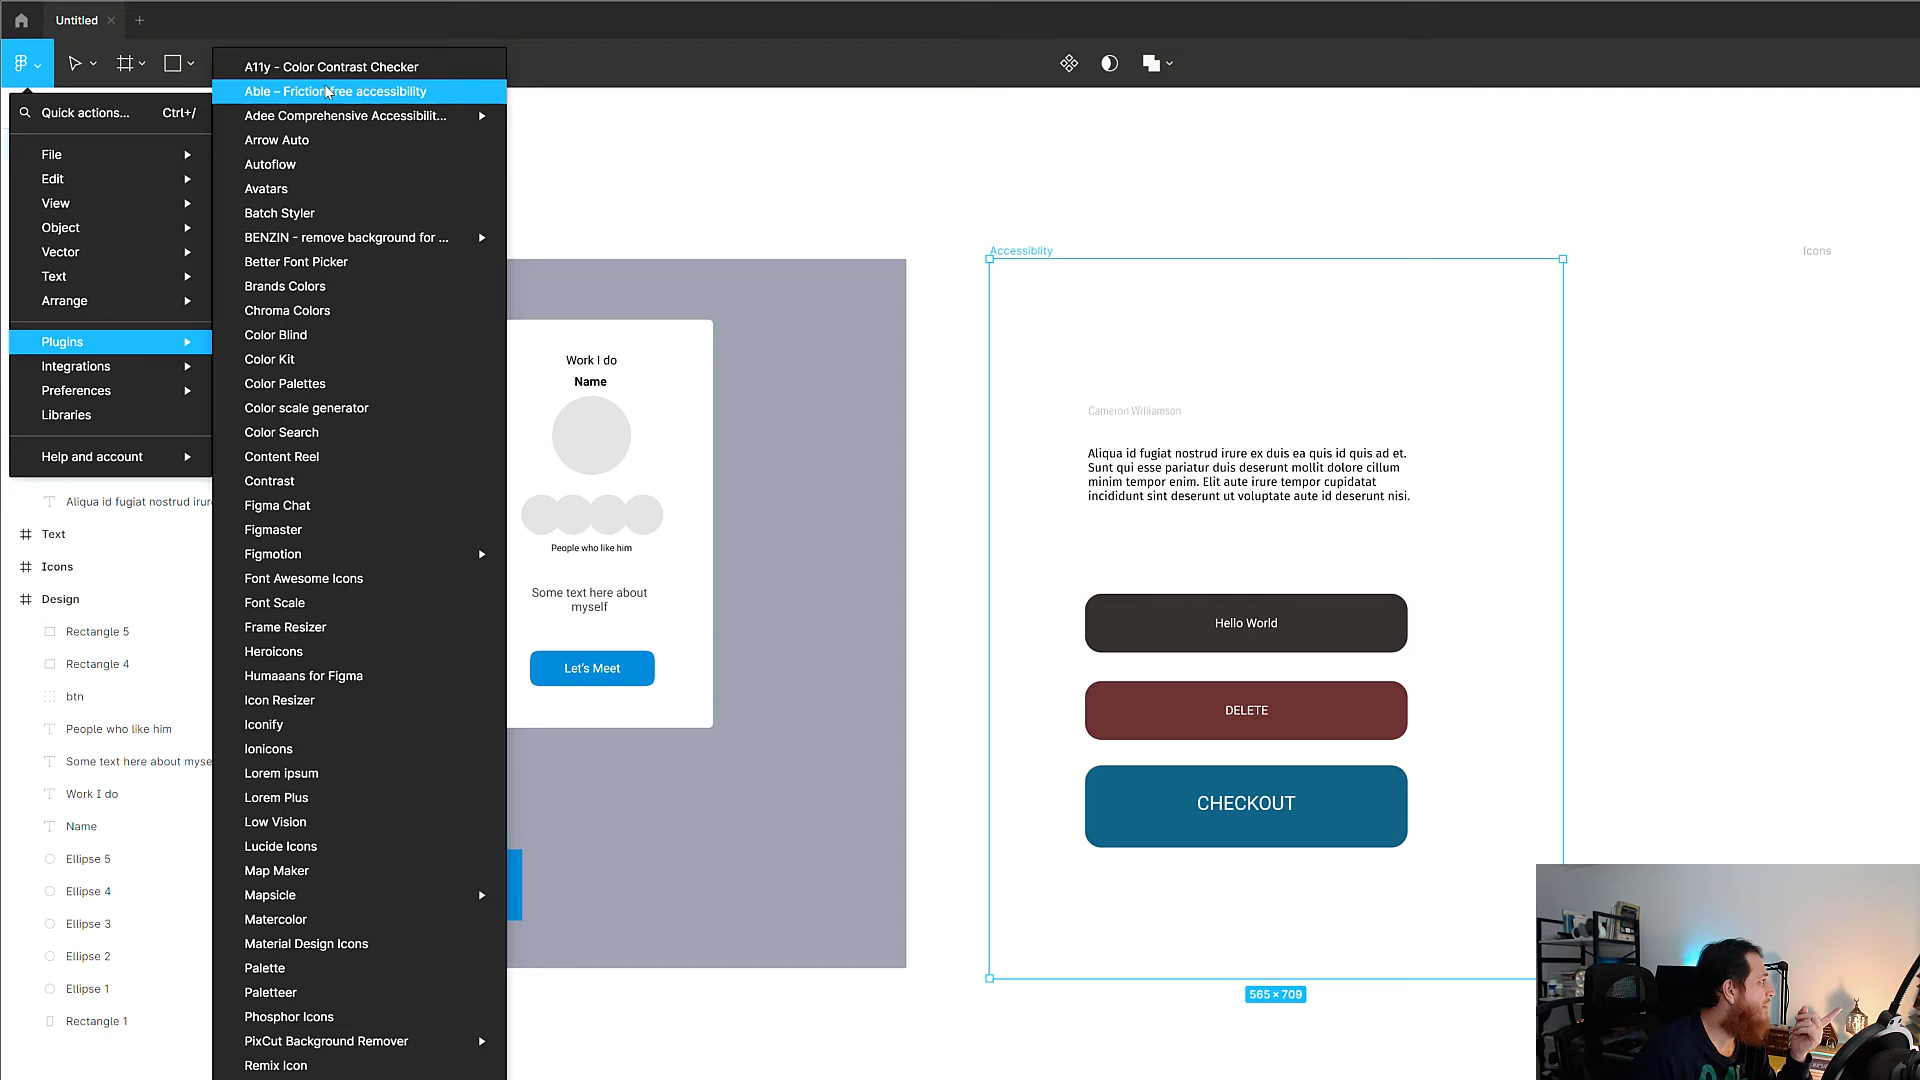 Untitled
Quick actions...
Ctrl+/
File
Edit
View
Object
Vector
Text
Arrange
Plugins
Integrations
Preferences
Libraries
Help and account
Aliqua id fugiat nostrud irure
Text
Icons
Design
Rectangle 5
Rectangle 4
btn
People who like him
Some text here about myse
Work I do
Name
Ellipse 5
Ellipse 4
Ellipse 3
Ellipse 2
Ellipse 1
Rectangle 1
A11y - Color Contrast Checker
Able – Friction free accessibility
Adee Comprehensive Accessibilit...
Arrow Auto
Autoflow
Avatars
Batch Styler
BENZIN - remove background for ...
Better Font Picker
Brands Colors
Chroma Colors
Color Blind
Color Kit
Color Palettes
Color scale generator
Color Search
Content Reel
Contrast
Figma Chat
Figmaster
Figmotion
Font Awesome Icons
Font Scale
Frame Resizer
Heroicons
Humaaans for Figma
Icon Resizer
Iconify
Ionicons
Lorem ipsum
Lorem Plus
Low Vision
Lucide Icons
Map Maker
Mapsicle
Matercolor
Material Design Icons
Palette
Paletteer
Phosphor Icons
PixCut Background Remover
Remix Icon
Work I do
Name
People who like him
Some text here about
myself
Let's Meet
Accessiblity
Cameron Williamson
Aliqua id fugiat nostrud irure ex duis ea quis id quis ad et.
Sunt qui esse pariatur duis deserunt mollit dolore cillum
minim tempor enim. Elit aute irure tempor cupidatat
incididunt sint deserunt ut voluptate aute id deserunt nisi.
Hello World
DELETE
CHECKOUT
565 × 709
Icons